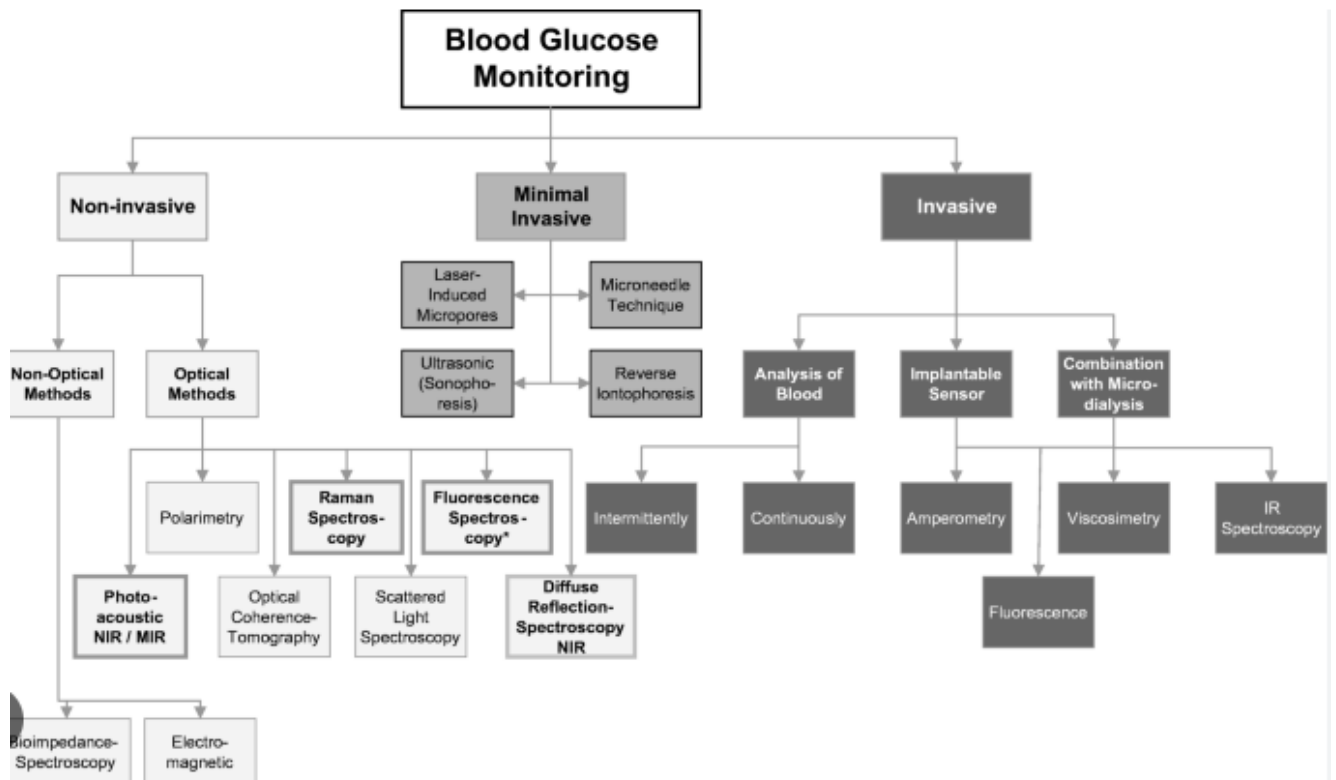 Blood Glucose
Monitoring
Non-invasive
Minimal
Invasive
Invasive
Laser-
Induced
Micropores
Microneedle
Technique
Ultrasonic
(Sonopho-
resis)
Reverse
Iontophoresis
Non-Optical
Methods
Optical
Methods
Analysis of
Blood
Implantable
Sensor
Combination
with Micro-
dialysis
Polarimetry
Raman
Spectros-
copy
Fluorescence
Spectros-
copy*
Intermittently
Continuously
Amperometry
Viscosimetry
IR
Spectroscopy
Photo-
acoustic
NIR / MIR
Optical
Coherence-
Tomography
Scattered
Light
Spectroscopy
Diffuse
Reflection-
Spectroscopy
NIR
Fluorescence
Bioimpedance-
Spectroscopy
Electro-
magnetic